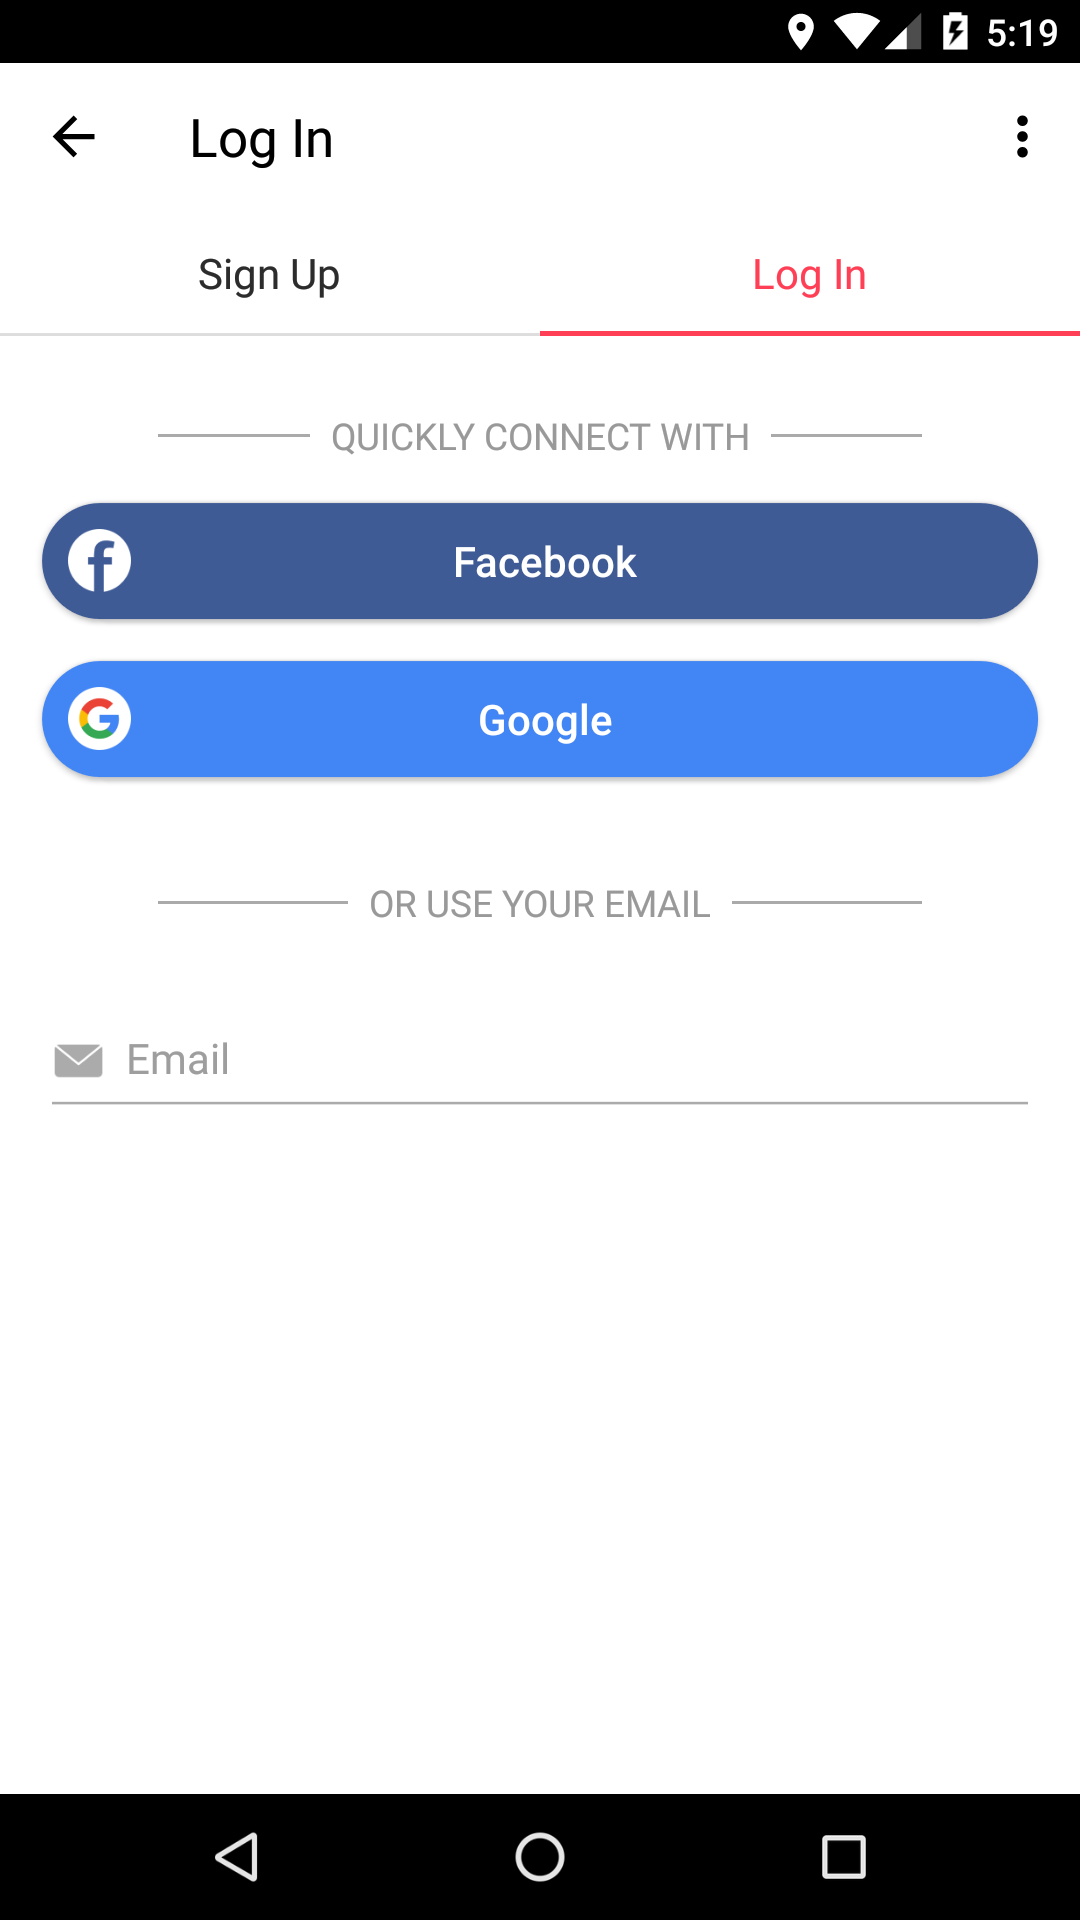 5:19
Log In
Sign Up
Log In
QUICKLY CONNECT WITH
Facebook
Google
OR USE YOUR EMAIL
Email